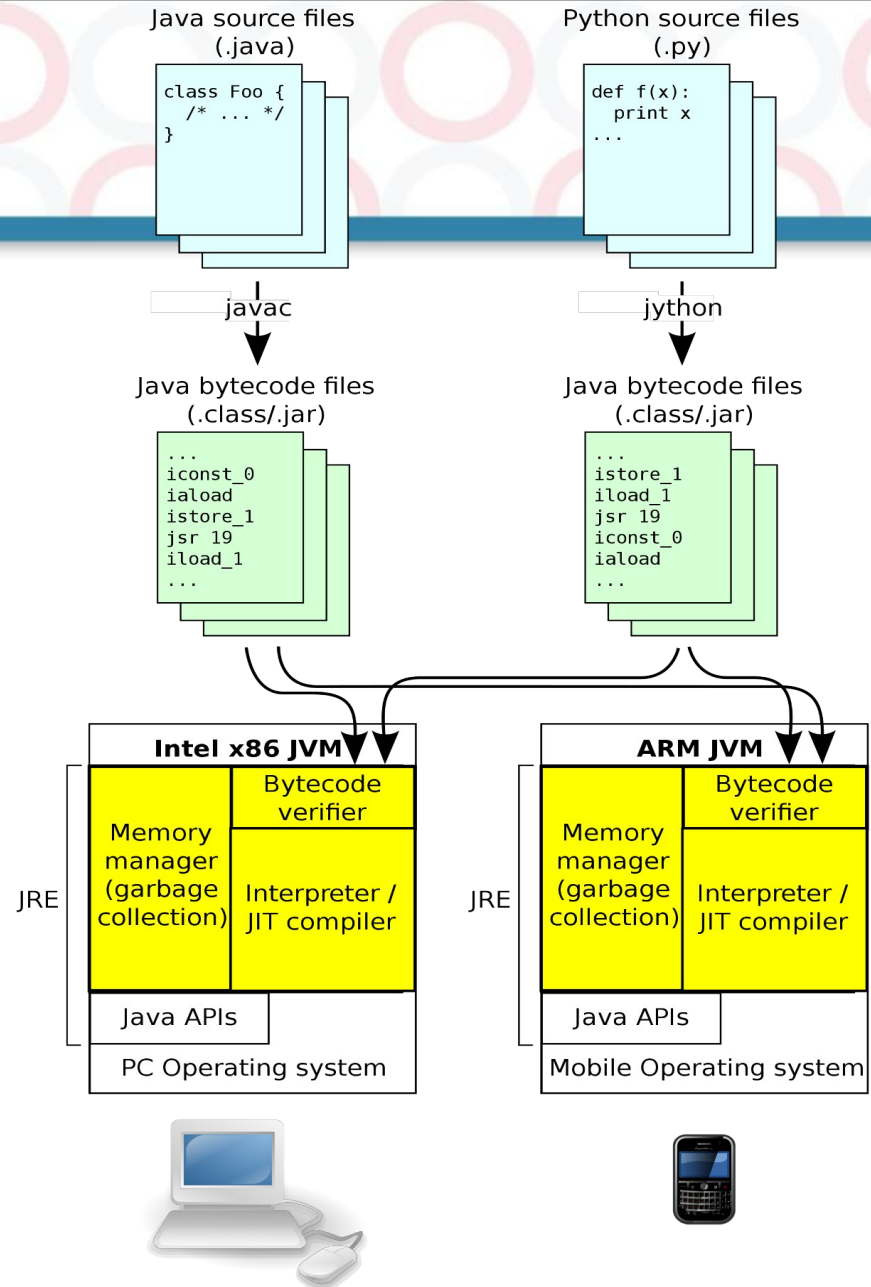 Java source files
(.java)
class Foo {
/* ... */
}
Python source files
(.py)
def f(x):
print x
...
javac
jython
Java bytecode files
(.class/.jar)
...
iconst_0
iaload
istore_1
jsr 19
iload_1
...
Java bytecode files
(.class/.jar)
...
istore_1
iload_1
jsr 19
iconst_0
iaload
...
Intel x86 JVM
JRE
Memory
manager
(garbage
collection)
Bytecode
verifier
Interpreter /
JIT compiler
Java APIs
PC Operating system
ARM JVM
JRE
Memory
manager
(garbage
collection)
Bytecode
verifier
Interpreter /
JIT compiler
Java APIs
Mobile Operating system